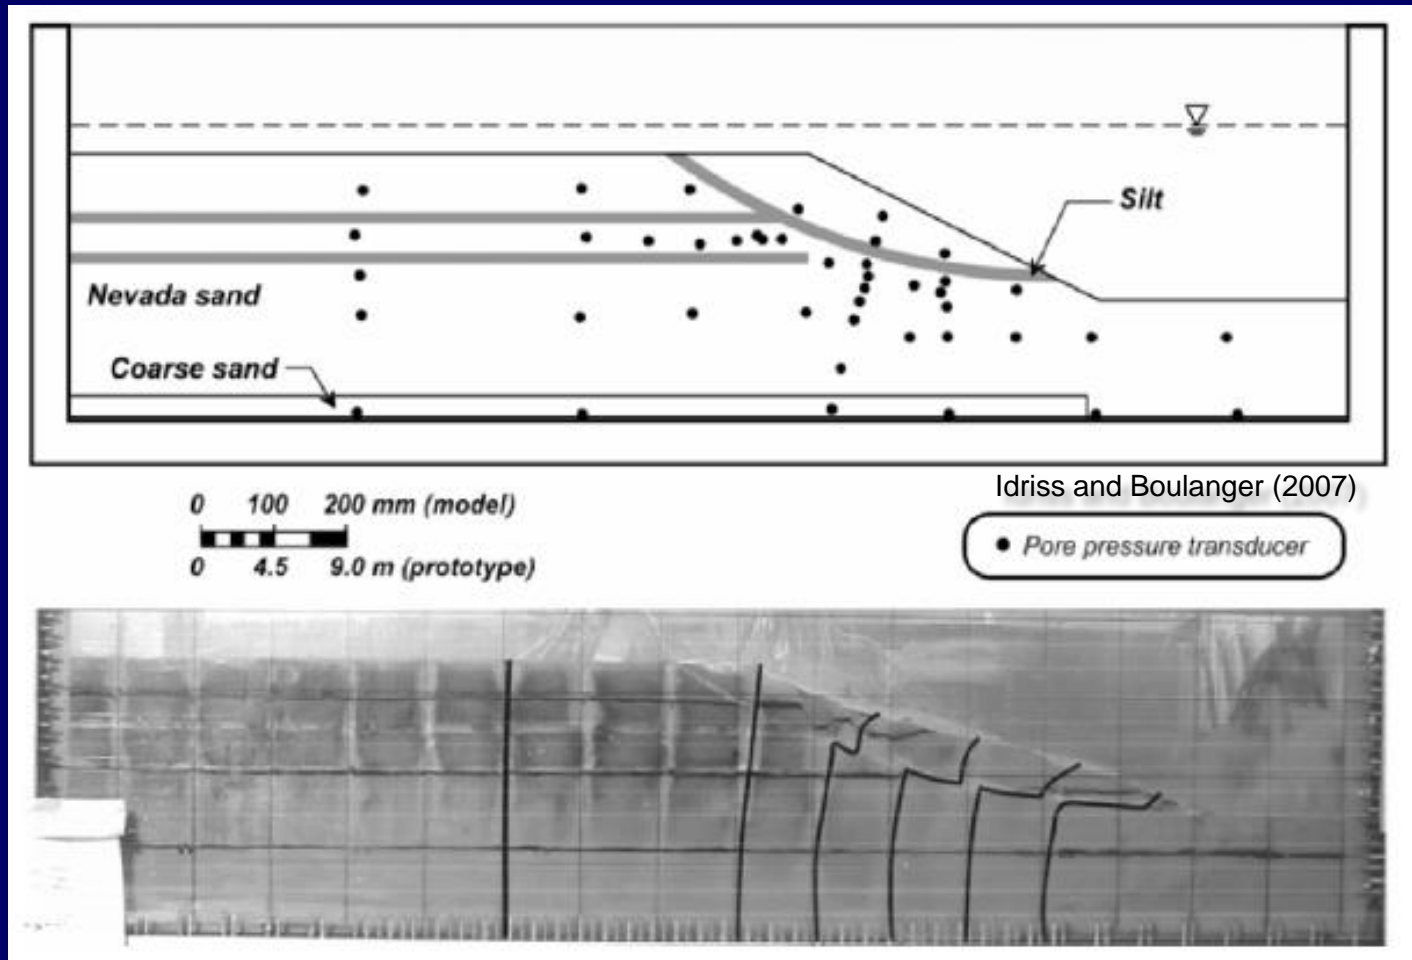 Silt
Nevada sand
Coarse sand
Idriss and Boulanger (2007)
0 100 200 mm (model)
0 4.5 9.0 m (prototype)
Pore pressure transducer